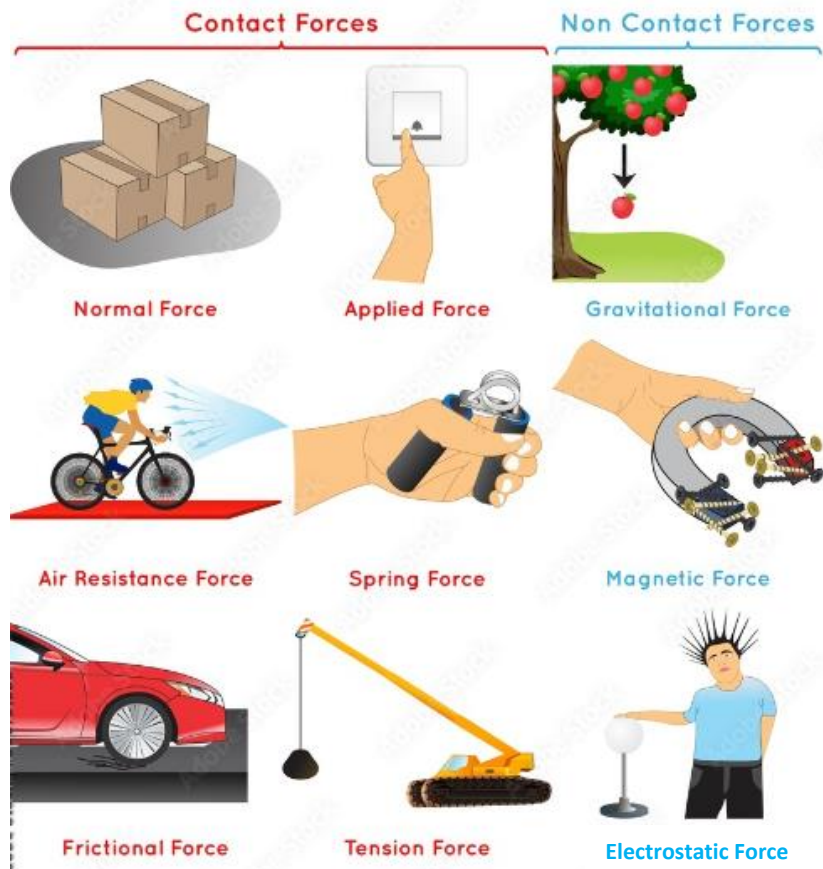 Contact Forces
Non Contact Forces
Normal Force
Applied Force
Gravitational Force
Air Resistance Force
Spring Force
Magnetic Force
Frictional Force
Tension Force
Electrostatic Force